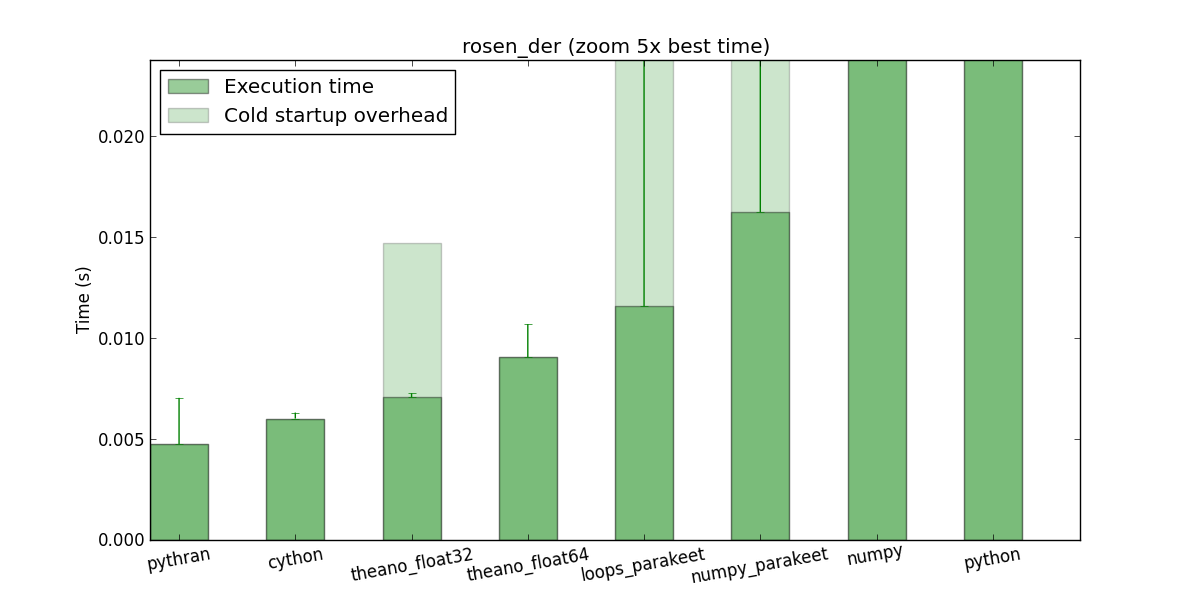 rosen_der (zoom 5x best time)
Execution time
Cold startup overhead
Time (s)
0.020
0.015
0.010
0.005
0.000
pythran
cython
theano_float32
theano_float64
loops_parakeet
numpy_parakeet
numpy
python